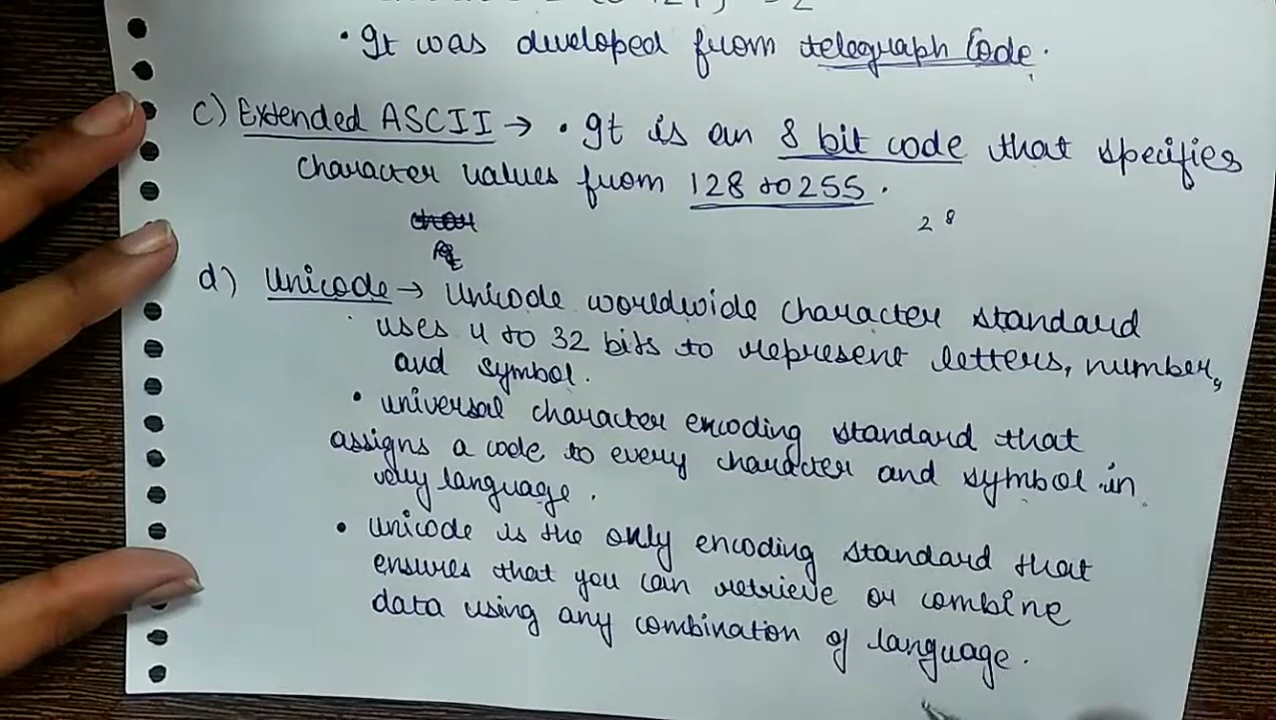 • It was developed from telegraph Code.
c) Extended ASCII → • It is an 8 bit code that specifies
character values from 128 to 255.
2 8
d) Unicode → Unicode worldwide character standard
uses 4 to 32 bits to represent letters, number,
and symbol.
• universal character encoding standard that
assigns a code to every character and symbol in
very language.
• unicode is the only encoding standard that
ensures that you can retrieve or combine
data using any combination of language.